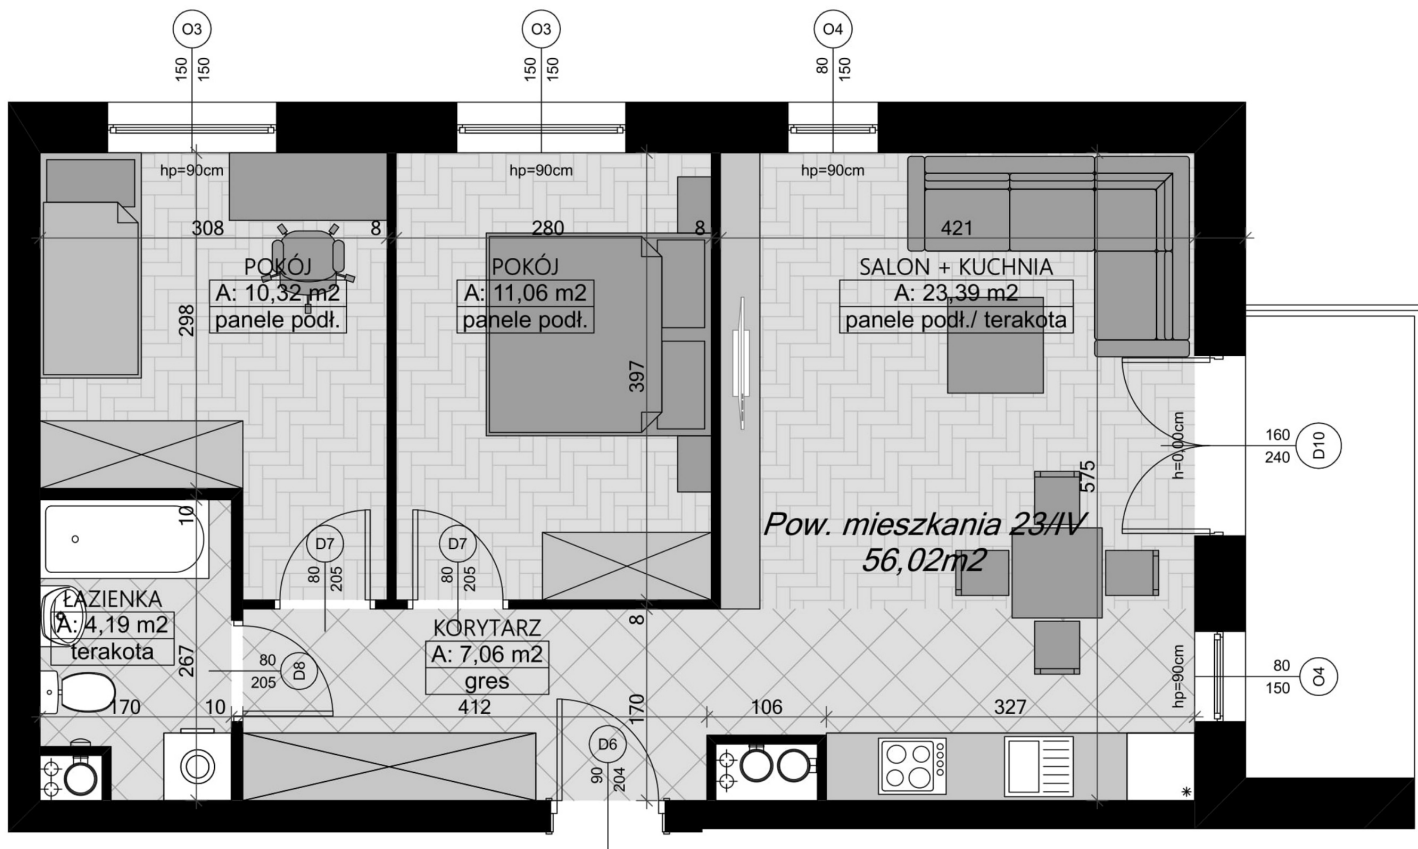 O3
O3
O4
150
150
150
150
80
150
hp=90cm
hp=90cm
hp=90cm
308
8
280
8
421
POKÓJ
A: 10,32 m2
panele podł.
POKÓJ
A: 11,06 m2
panele podł.
SALON + KUCHNIA
A: 23,39 m2
panele podł./ terakota
298
397
575
h=0,00cm
160
240
D10
Pow. mieszkania 23/IV
56,02m2
10
D7
80
205
D7
80
205
ŁAZIENKA
A: 4,19 m2
terakota
267
80
205
D8
KORYTARZ
A: 7,06 m2
gres
8
170
hp=90cm
80
150
O4
170
10
412
106
327
D6
90
204
*